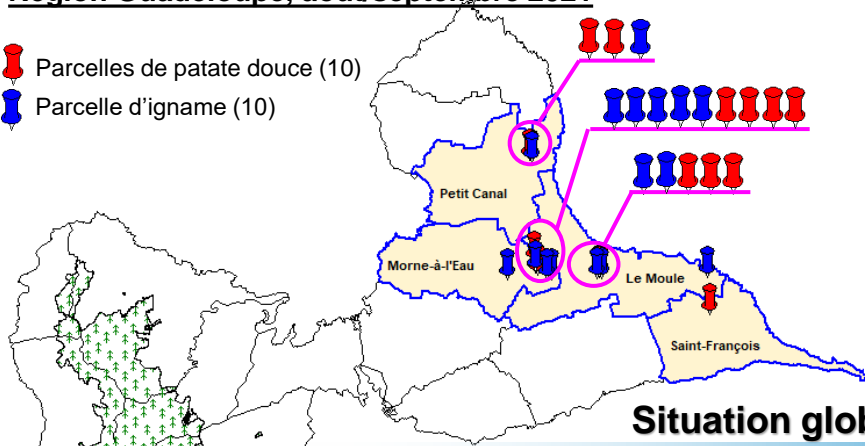 Région Guadeloupe, août/septembre 2021
Parcelles de patate douce (10)
Parcelle d'igname (10)
Petit Canal
Morne-à-l'Eau
Le Moule
Saint-François
Situation glob